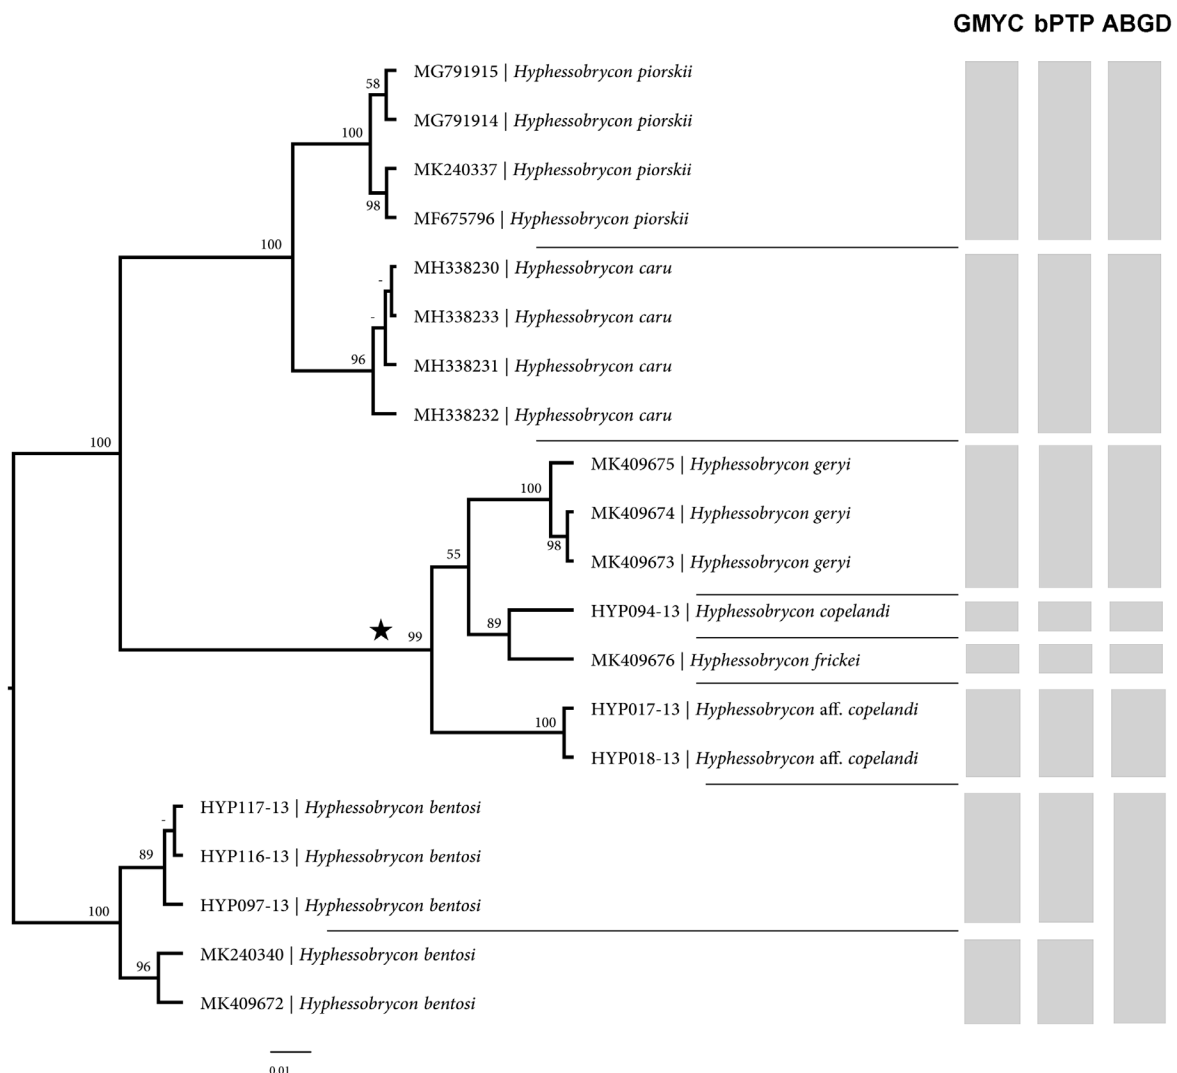 GMYC bPTP ABGD
MG791915 | Hyphessobrycon piorskii
58
MG791914 | Hyphessobrycon piorskii
100
MK240337 | Hyphessobrycon piorskii
98
MF675796 | Hyphessobrycon piorskii
100
MH338230 | Hyphessobrycon caru
-
MH338233 | Hyphessobrycon caru
-
96
MH338231 | Hyphessobrycon caru
MH338232 | Hyphessobrycon caru
100
MK409675 | Hyphessobrycon geryi
100
MK409674 | Hyphessobrycon geryi
98
MK409673 | Hyphessobrycon geryi
55
HYP094-13 | Hyphessobrycon copelandi
89
99
MK409676 | Hyphessobrycon frickei
HYP017-13 | Hyphessobrycon aff. copelandi
100
HYP018-13 | Hyphessobrycon aff. copelandi
HYP117-13 | Hyphessobrycon bentosi
-
89
HYP116-13 | Hyphessobrycon bentosi
HYP097-13 | Hyphessobrycon bentosi
100
MK240340 | Hyphessobrycon bentosi
96
MK409672 | Hyphessobrycon bentosi
0.01